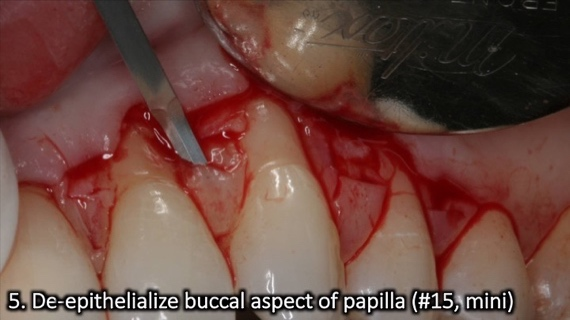 5. De-epithelialize buccal aspect of papilla (#15, mini)